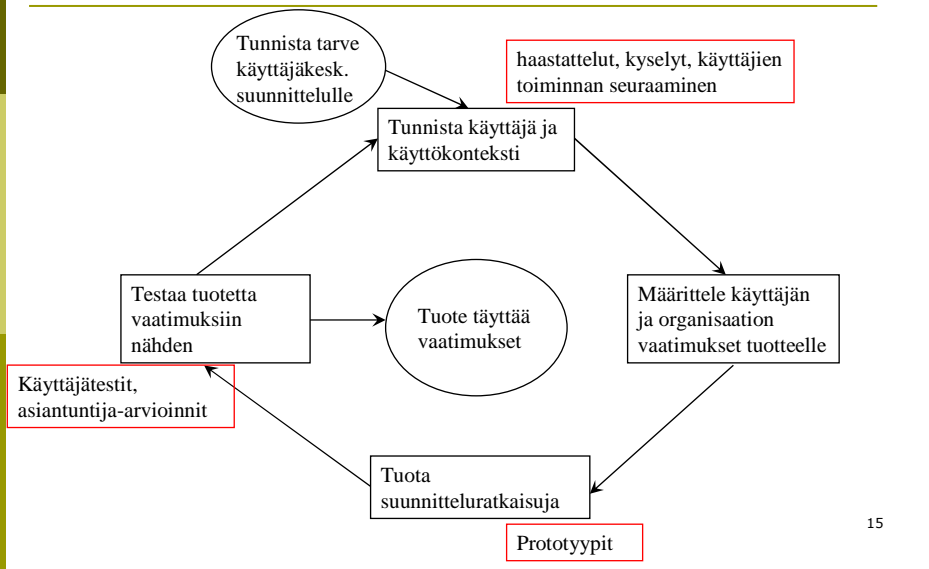 Tunnista tarve
käyttäjäkesk.
suunnittelulle
haastattelut, kyselyt, käyttäjien
toiminnan seuraaminen
Tunnista käyttäjä ja
käyttökonteksti
Testaa tuotetta
vaatimuksiin
nähden
Tuote täyttää
vaatimukset
Määrittele käyttäjän
ja organisaation
vaatimukset tuotteelle
Käyttäjätestit,
asiantuntija-arvioinnit
Tuota
suunnitteluratkaisuja
Prototyypit
15